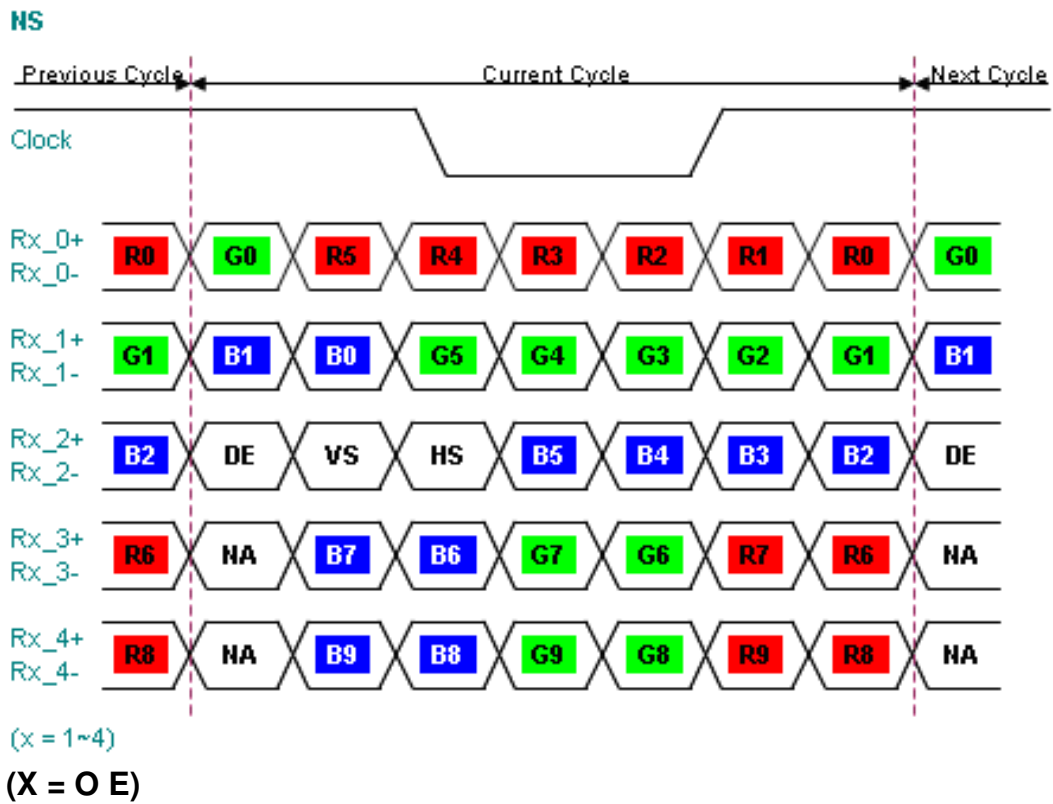 NS
Previous Cycle Current Cycle Next Cycle
Clock
Rx_0+
Rx_0-
R0 G0 R5 R4 R3 R2 R1 R0 G0
Rx_1+
Rx_1-
G1 B1 B0 G5 G4 G3 G2 G1 B1
Rx_2+
Rx_2-
B2 DE VS HS B5 B4 B3 B2 DE
Rx_3+
Rx_3-
R6 NA B7 B6 G7 G6 R7 R6 NA
Rx_4+
Rx_4-
R8 NA B9 B8 G9 G8 R9 R8 NA
(x = 1~4)
(X = O E)